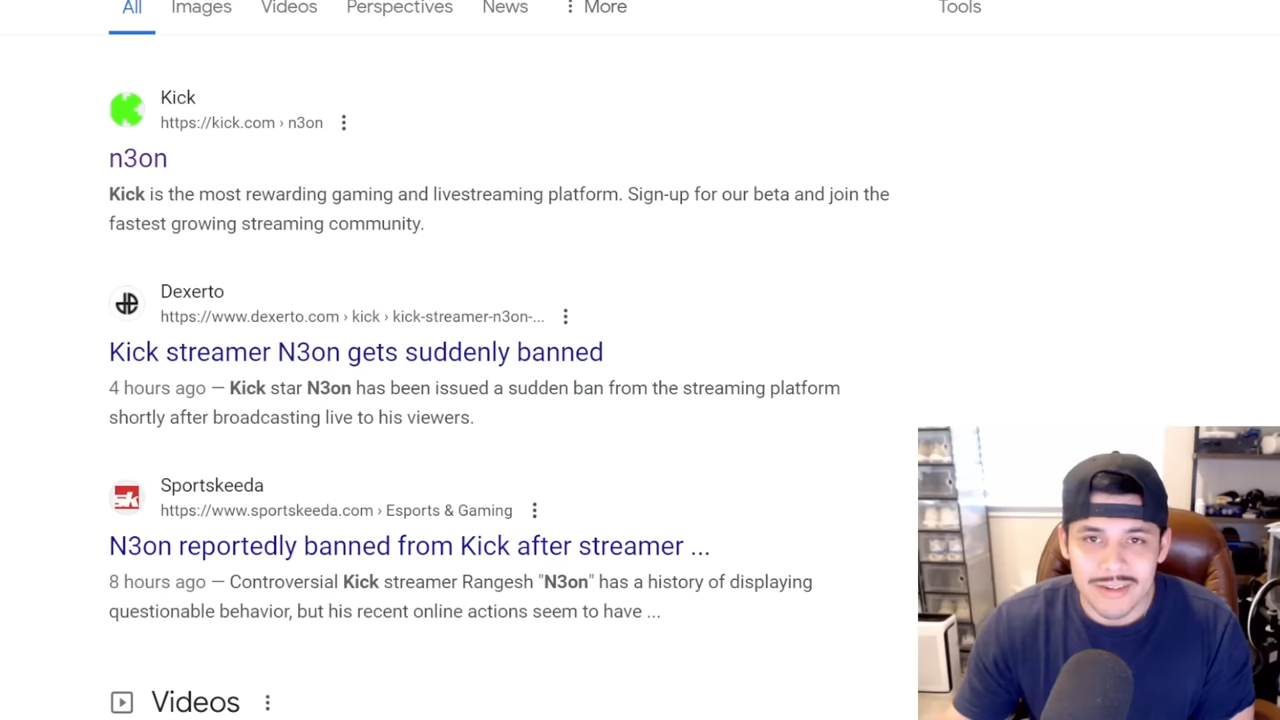 All Images Videos Perspectives News More Tools
Kick
https://kick.com › n3on
n3on
Kick is the most rewarding gaming and livestreaming platform. Sign-up for our beta and join the
fastest growing streaming community.
Dexerto
https://www.dexerto.com › kick › kick-streamer-n3on-...
Kick streamer N3on gets suddenly banned
4 hours ago — Kick star N3on has been issued a sudden ban from the streaming platform
shortly after broadcasting live to his viewers.
sk
Sportskeeda
https://www.sportskeeda.com › Esports & Gaming
N3on reportedly banned from Kick after streamer ...
8 hours ago — Controversial Kick streamer Rangesh "N3on" has a history of displaying
questionable behavior, but his recent online actions seem to have ...
Videos